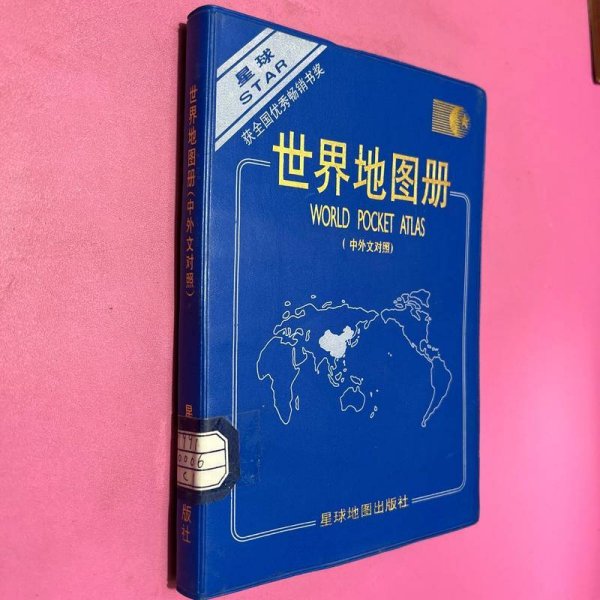 星球
STAR
获全国优秀畅销书奖
世界地图册
WORLD POCKET ATLAS
(中外文对照)
星球地图出版社
世界地图册(中外文对照)
星
版社
0006
C1